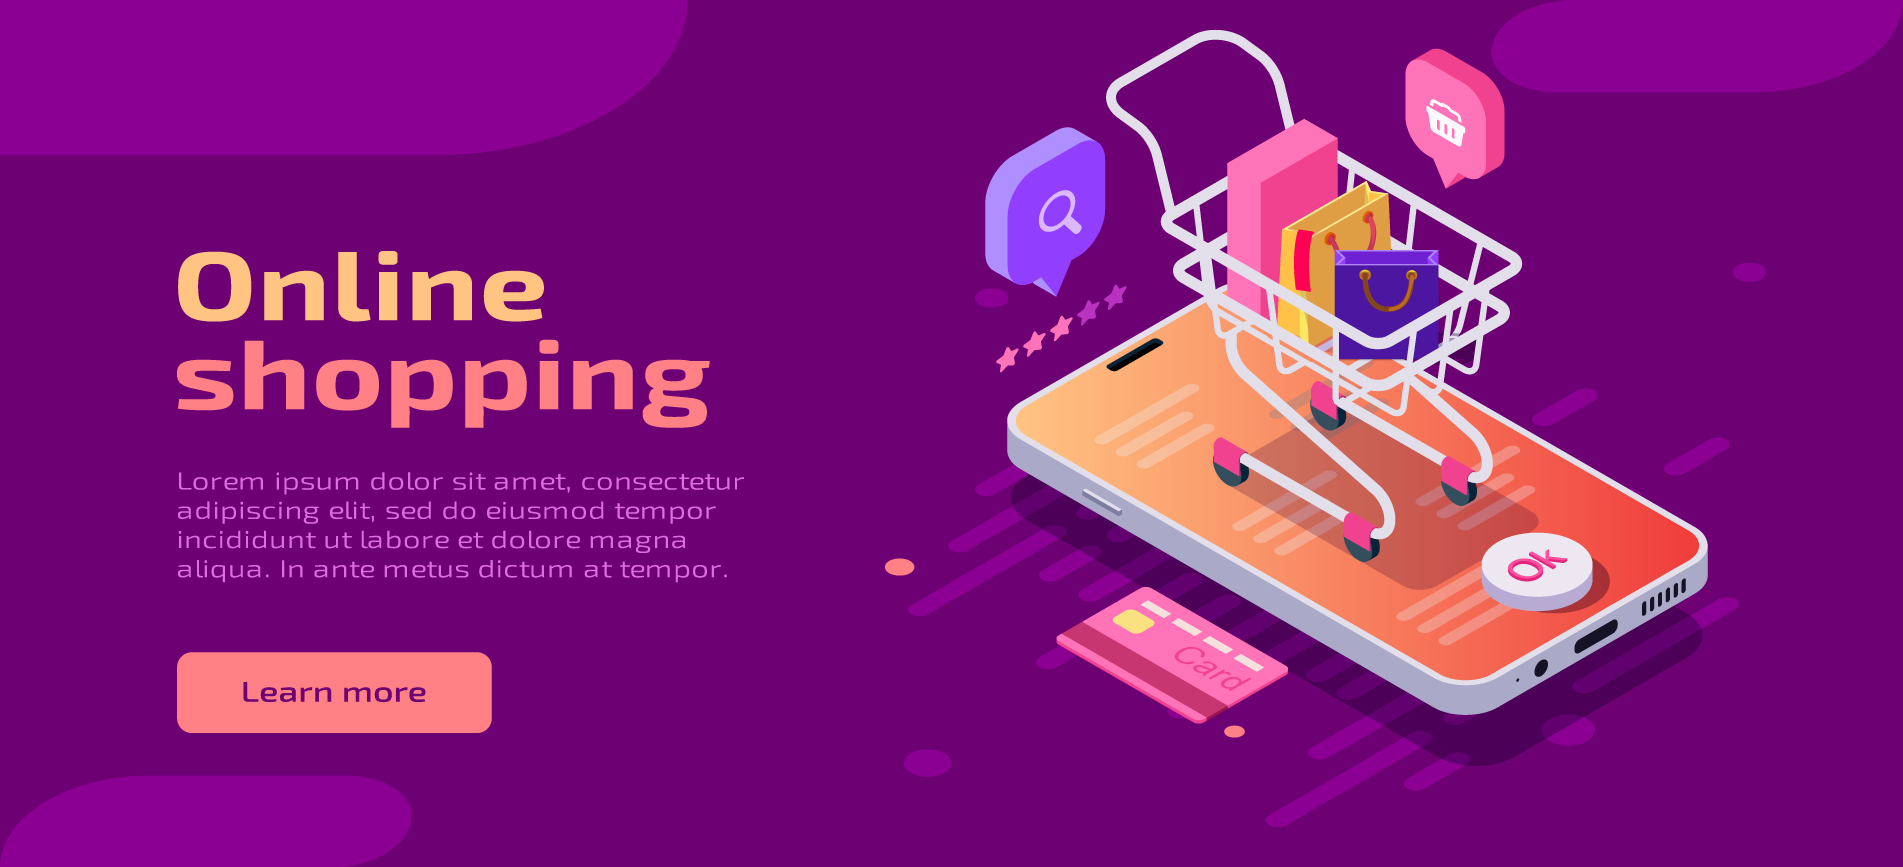 Online
shopping
Lorem ipsum dolor sit amet, consectetur
adipiscing elit, sed do eiusmod tempor
incididunt ut labore et dolore magna
aliqua. In ante metus dictum at tempor.
Learn more
Card
Ok